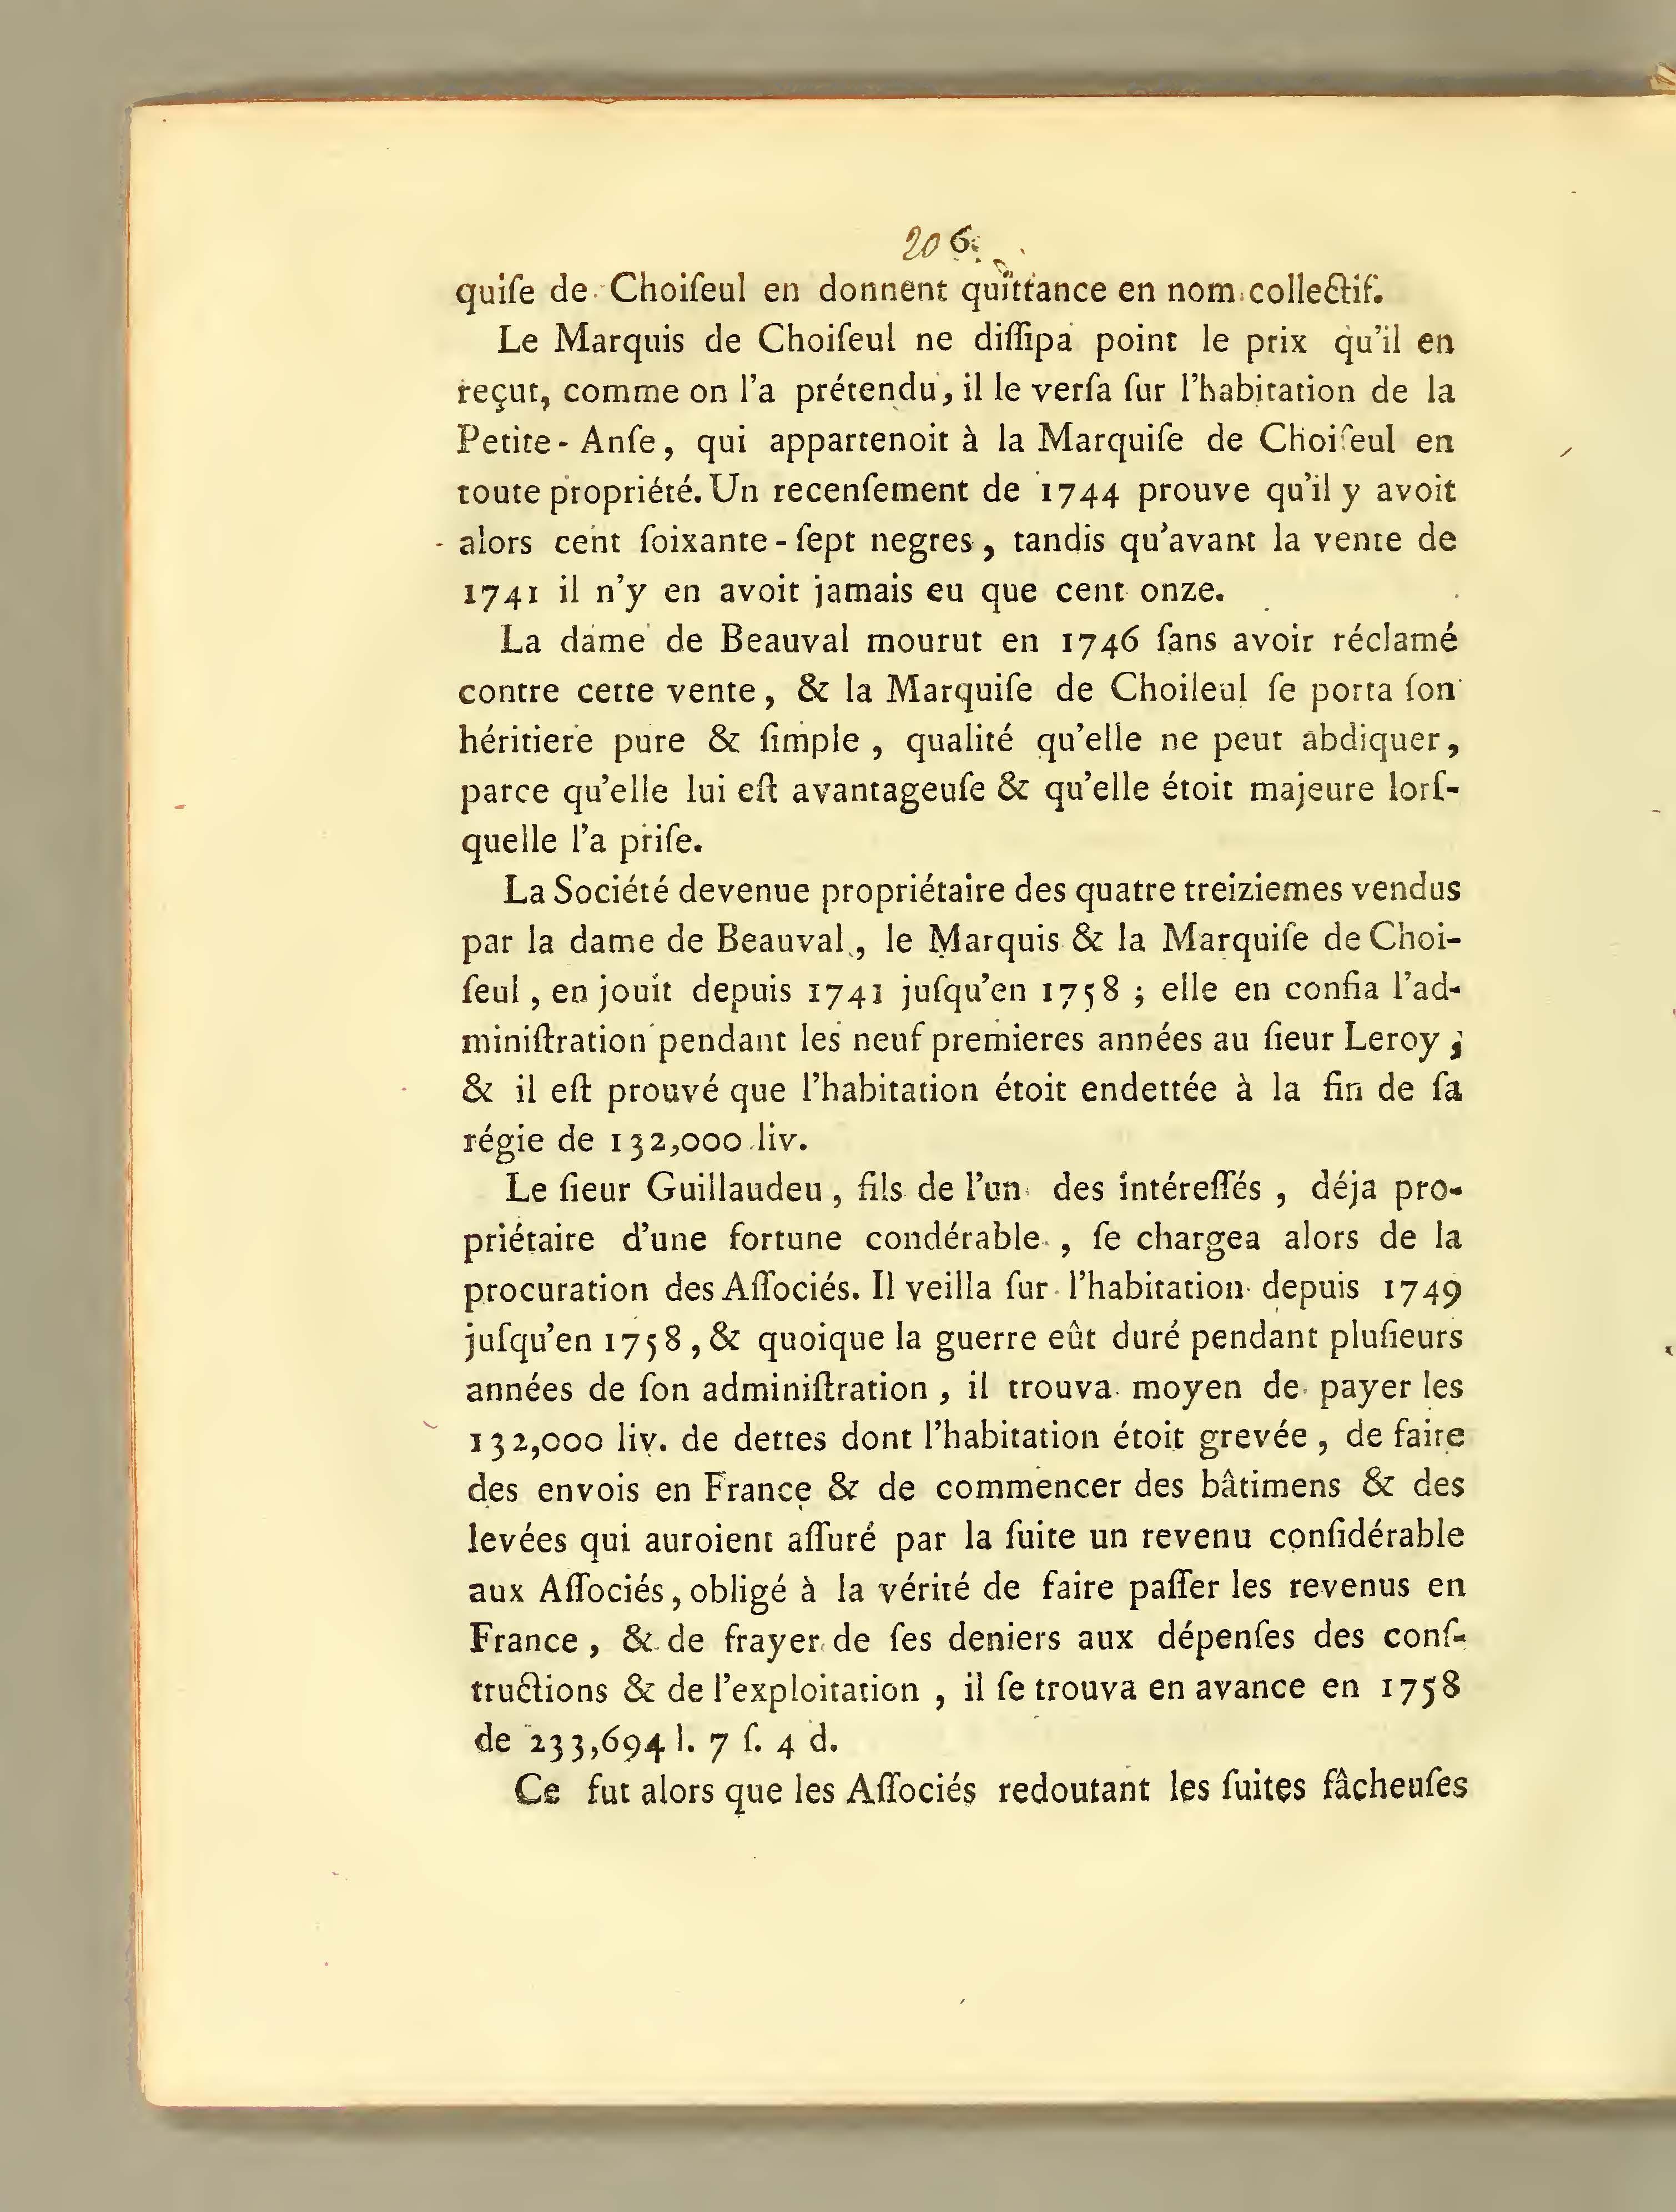 206.
quiſe de Choiſeul en donnent quittance en nom collectif.
Le Marquis de Choiſeul ne diſſipa point le prix qu'il en
reçut, comme on l'a prétendu, il le verſa ſur l'habitation de la
Petite-Anſe, qui appartenoit à la Marquiſe de Choiſeul en
toute propriété. Un recenſement de 1744 prouve qu'il y avoit
alors cent ſoixante-ſept negres, tandis qu'avant la vente de
1741 il n'y en avoit jamais eu que cent onze.
La dame de Beauval mourut en 1746 ſans avoir réclamé
contre cette vente, & la Marquiſe de Choiſeul ſe porta ſon
héritiere pure & ſimple, qualité qu'elle ne peut abdiquer,
parce qu'elle lui eſt avantageuſe & qu'elle étoit majeure lorſ-
quelle l'a priſe.
La Société devenue propriétaire des quatre treiziemes vendus
par la dame de Beauval, le Marquis & la Marquiſe de Choi-
ſeul, en jouit depuis 1741 juſqu'en 1758 ; elle en confia l'ad-
miniſtration pendant les neuf premieres années au ſieur Leroy ;
& il eſt prouvé que l'habitation étoit endettée à la fin de ſa
régie de 132,000 liv.
Le ſieur Guillaudeu, fils de l'un des intéreſſés, déja pro-
priétaire d'une fortune condérable, ſe chargea alors de la
procuration des Aſſociés. Il veilla ſur l'habitation depuis 1749
juſqu'en 1758, & quoique la guerre eût duré pendant pluſieurs
années de ſon adminiſtration, il trouva moyen de payer les
132,000 liv. de dettes dont l'habitation étoit grevée, de faire
des envois en France & de commencer des bâtimens & des
levées qui auroient aſſuré par la ſuite un revenu conſidérable
aux Aſſociés, obligé à la vérité de faire paſſer les revenus en
France, & de frayer de ſes deniers aux dépenſes des conſ-
tructions & de l'exploitation, il ſe trouva en avance en 1758
de 233,694 l. 7 ſ. 4 d.
Ce fut alors que les Aſſociés redoutant les ſuites fâcheuſes